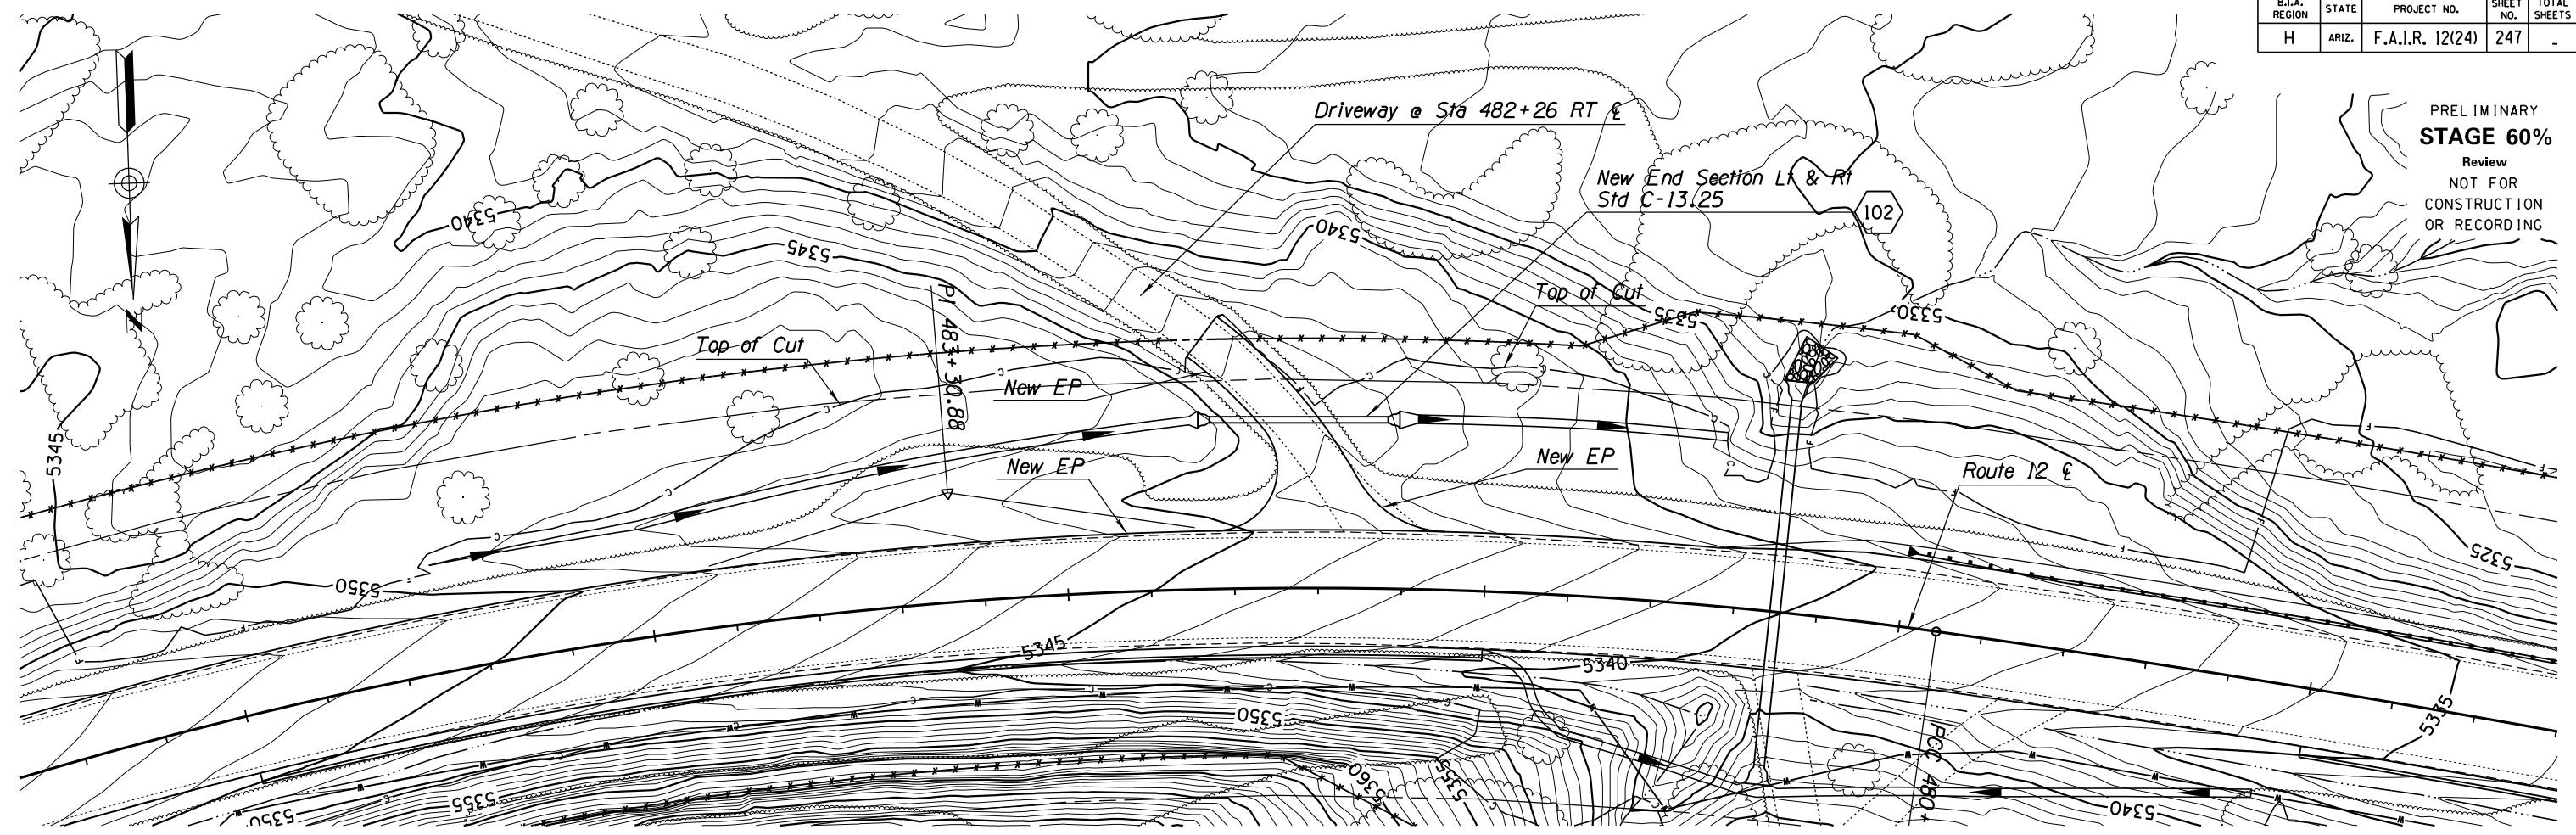 B.I.A. REGION STATE PROJECT NO. SHEET NO. TOTAL SHEETS
H ARIZ. F.A.I.R. 12(24) 247 -
PRELIMINARY
STAGE 60%
Review
NOT FOR
CONSTRUCTION
OR RECORDING
Driveway @ Sta 482+26 RT ℄
New End Section Lt & Rt
Std C-13.25
102
5340
5345
5340
Top of Cut
5335
5330
PI 483+30.88
Top of Cut
New EP
5345
New EP
New EP
Route 12 ℄
5325
5350
5345
5340
5350
5335
PCC 480+
5360
5355
5355
5350
5340